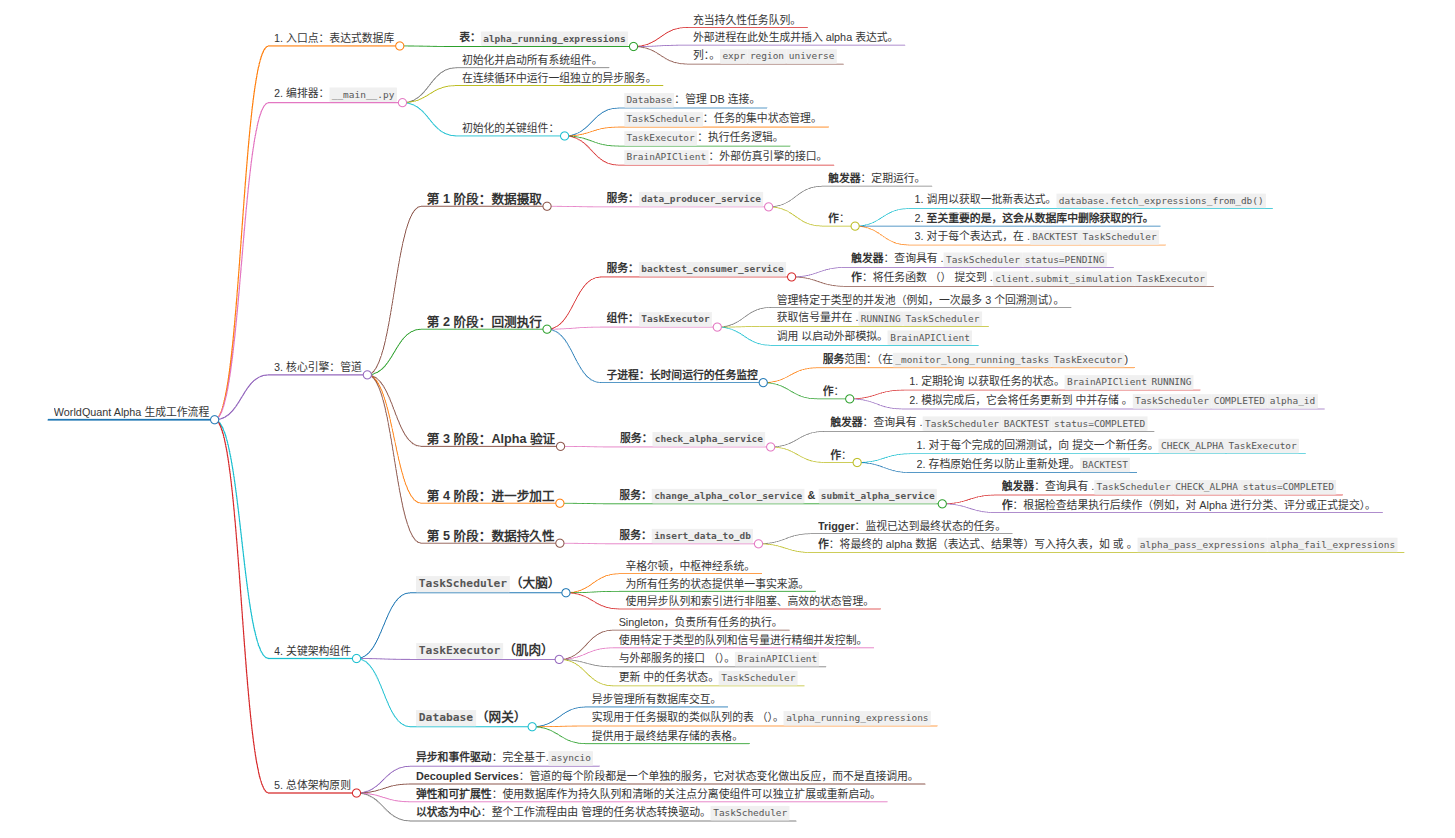 WorldQuant Alpha 生成工作流程
1. 入口点：表达式数据库
表：alpha_running_expressions
充当持久性任务队列。
外部进程在此处生成并插入 alpha 表达式。
列：。expr region universe
2. 编排器：__main__.py
初始化并启动所有系统组件。
在连续循环中运行一组独立的异步服务。
初始化的关键组件：
Database：管理 DB 连接。
TaskScheduler：任务的集中状态管理。
TaskExecutor：执行任务逻辑。
BrainAPIClient：外部仿真引擎的接口。
3. 核心引擎：管道
第 1 阶段：数据摄取
服务：data_producer_service
触发器：定期运行。
作：
1. 调用以获取一批新表达式。database.fetch_expressions_from_db()
2. 至关重要的是，这会从数据库中删除获取的行。
3. 对于每个表达式，在 .BACKTEST TaskScheduler
第 2 阶段：回测执行
服务：backtest_consumer_service
触发器：查询具有 .TaskScheduler status=PENDING
作：将任务函数 （） 提交到 .client.submit_simulation TaskExecutor
组件：TaskExecutor
管理特定于类型的并发池（例如，一次最多 3 个回溯测试）。
获取信号量并在 .RUNNING TaskScheduler
调用 以启动外部模拟。BrainAPIClient
子进程：长时间运行的任务监控
服务范围：（在_monitor_long_running_tasks TaskExecutor)
作：
1. 定期轮询 以获取任务的状态。BrainAPIClient RUNNING
2. 模拟完成后，它会将任务更新到 中并存储 。TaskScheduler COMPLETED alpha_id
第 3 阶段：Alpha 验证
服务：check_alpha_service
触发器：查询具有 .TaskScheduler BACKTEST status=COMPLETED
作：
1. 对于每个完成的回溯测试，向 提交一个新任务。CHECK_ALPHA TaskExecutor
2. 存档原始任务以防止重新处理。BACKTEST
第 4 阶段：进一步加工
服务：change_alpha_color_service & submit_alpha_service
触发器：查询具有 .TaskScheduler CHECK_ALPHA status=COMPLETED
作：根据检查结果执行后续作（例如，对 Alpha 进行分类、评分或正式提交）。
第 5 阶段：数据持久性
服务：insert_data_to_db
Trigger：监视已达到最终状态的任务。
作：将最终的 alpha 数据（表达式、结果等）写入持久表，如 或 。alpha_pass_expressions alpha_fail_expressions
4. 关键架构组件
TaskScheduler（大脑）
辛格尔顿，中枢神经系统。
为所有任务的状态提供单一事实来源。
使用异步队列和索引进行非阻塞、高效的状态管理。
TaskExecutor（肌肉）
Singleton，负责所有任务的执行。
使用特定于类型的队列和信号量进行精细并发控制。
与外部服务的接口 （）。BrainAPIClient
更新 中的任务状态。TaskScheduler
Database（网关）
异步管理所有数据库交互。
实现用于任务摄取的类似队列的表 （）。alpha_running_expressions
提供用于最终结果存储的表格。
5. 总体架构原则
异步和事件驱动：完全基于.asyncio
Decoupled Services：管道的每个阶段都是一个单独的服务，它对状态变化做出反应，而不是直接调用。
弹性和可扩展性：使用数据库作为持久队列和清晰的关注点分离使组件可以独立扩展或重新启动。
以状态为中心：整个工作流程由由 管理的任务状态转换驱动。TaskScheduler